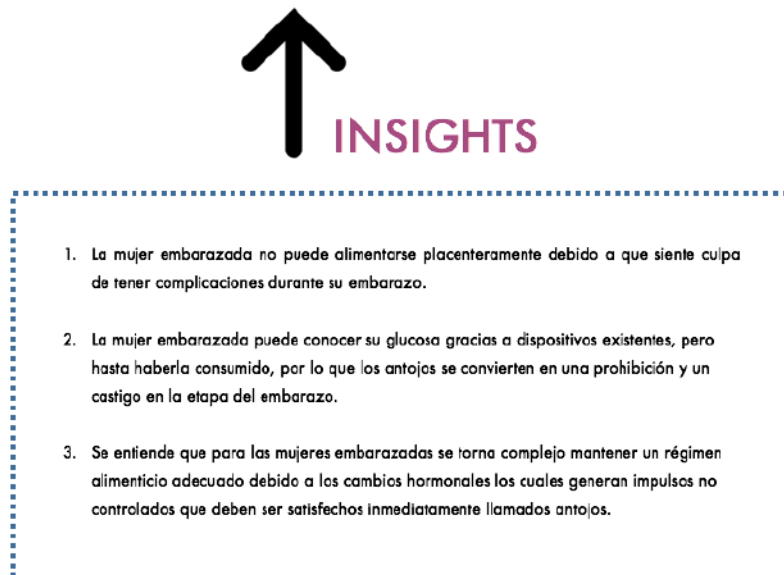 INSIGHTS
1. La mujer embarazada no puede alimentarse placenteramente debido a que siente culpa
de tener complicaciones durante su embarazo.
2. La mujer embarazada puede conocer su glucosa gracias a dispositivos existentes, pero
hasta haberla consumido, por lo que los antojos se convierten en una prohibición y un
castigo en la etapa del embarazo.
3. Se entiende que para las mujeres embarazadas se torna complejo mantener un régimen
alimenticio adecuado debido a los cambios hormonales los cuales generan impulsos no
controlados que deben ser satisfechos inmediatamente llamados antojos.